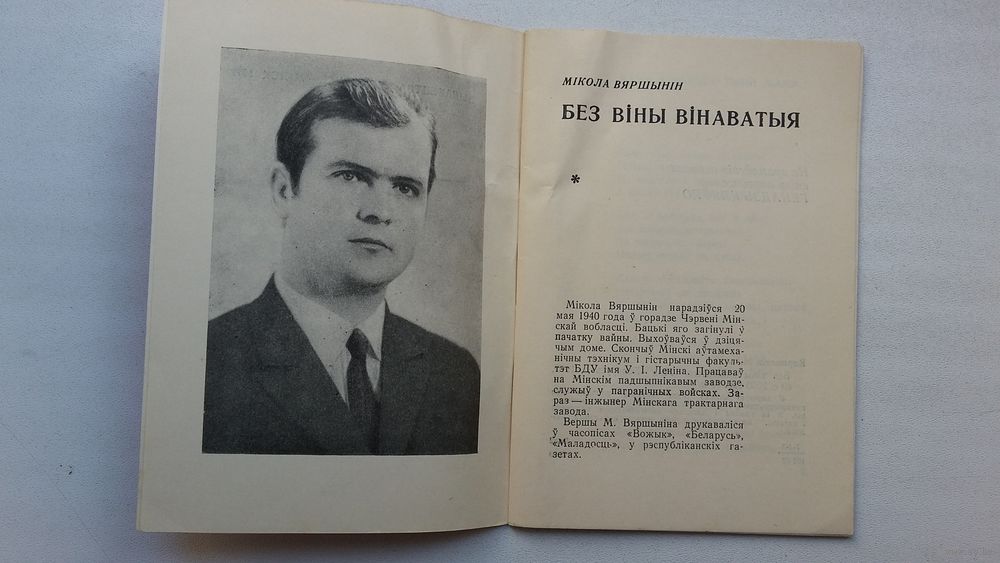 МІКОЛА ВЯРШЫНІН
БЕЗ ВІНЫ ВІНАВАТЫЯ
*
Мікола Вяршынін нарадзіўся 20
мая 1940 года ў горадзе Чэрвені Мін-
скай вобласці. Бацькі яго загінулі ў
пачатку вайны. Выхоўваўся ў дзіця-
чым доме. Скончыў Мінскі аўтамеха-
нічны тэхнікум і гістарычны факуль-
тэт БДУ імя У. І. Леніна. Працаваў
на Мінскім падшыпнікавым заводзе,
служыў у пагранічных войсках. За-
раз — інжынер Мінскага трактарнага
завода.
Вершы М. Вяршыніна друкаваліся
ў часопісах «Вожык», «Беларусь»,
«Маладосць», у рэспубліканскіх га-
зетах.